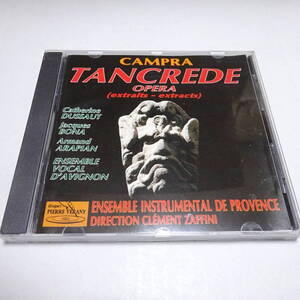 CAMPRA
TANCREDE
OPERA
(extraits - extracts)
Catherine
DUSSAUT
Jacques
BONA
Armand
ARAPIAN
ENSEMBLE
VOCAL
D'AVIGNON
ENSEMBLE INSTRUMENTAL DE PROVENCE
DIRECTION CLÉMENT ZAFFINI
disques
PIERRE VERANY